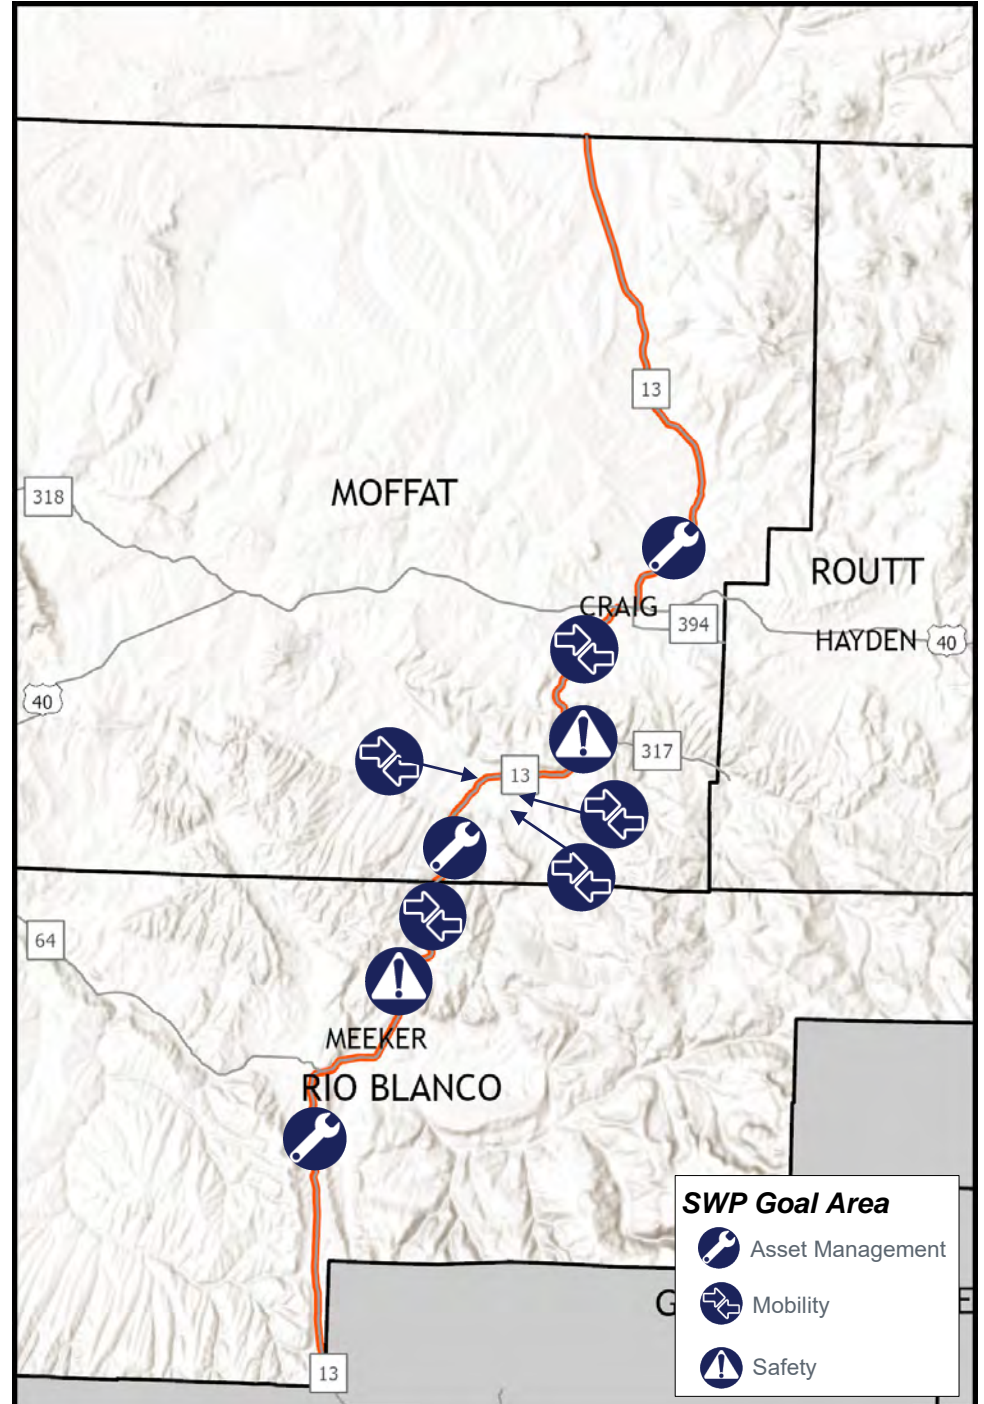 13
318
MOFFAT
ROUTT
CRAIG
394
HAYDEN
40
40
317
13
64
MEEKER
RIO BLANCO
SWP Goal Area
Asset Management
G
Mobility
E
Safety
13